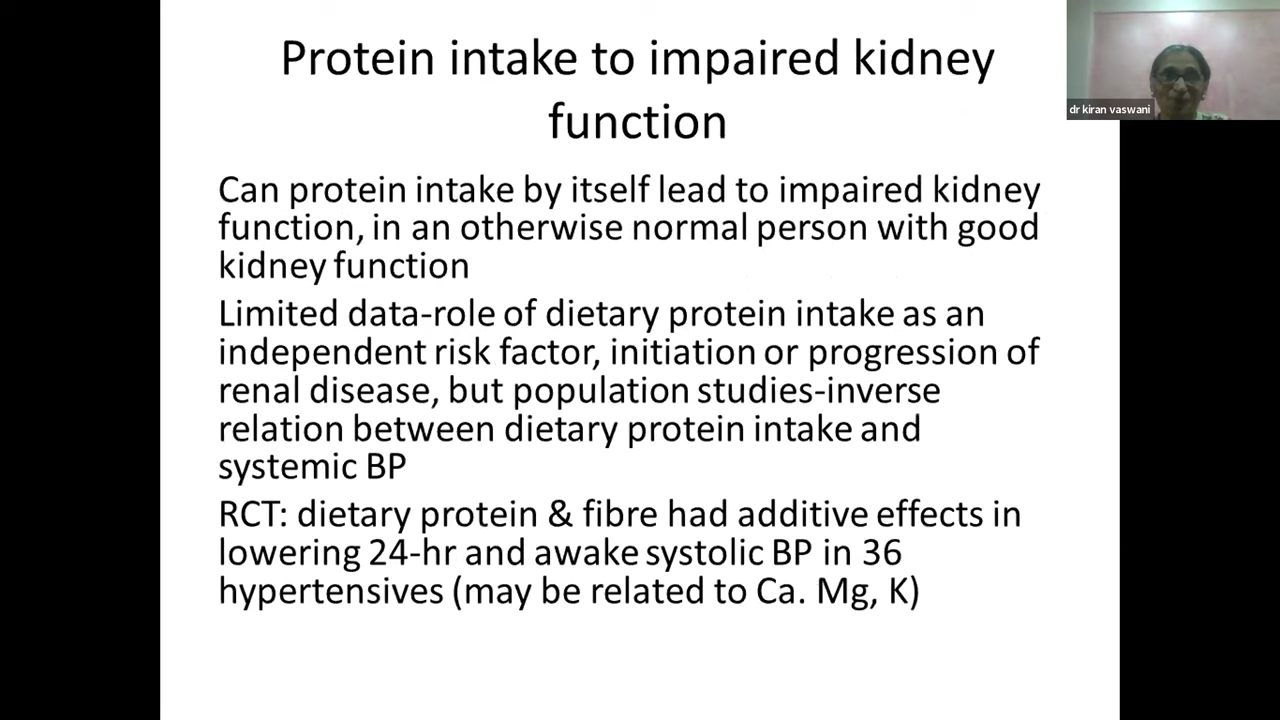 Protein intake to impaired kidney
function
dr kiran vaswani
Can protein intake by itself lead to impaired kidney
function, in an otherwise normal person with good
kidney function
Limited data-role of dietary protein intake as an
independent risk factor, initiation or progression of
renal disease, but population studies-inverse
relation between dietary protein intake and
systemic BP
RCT: dietary protein & fibre had additive effects in
lowering 24-hr and awake systolic BP in 36
hypertensives (may be related to Ca. Mg, K)